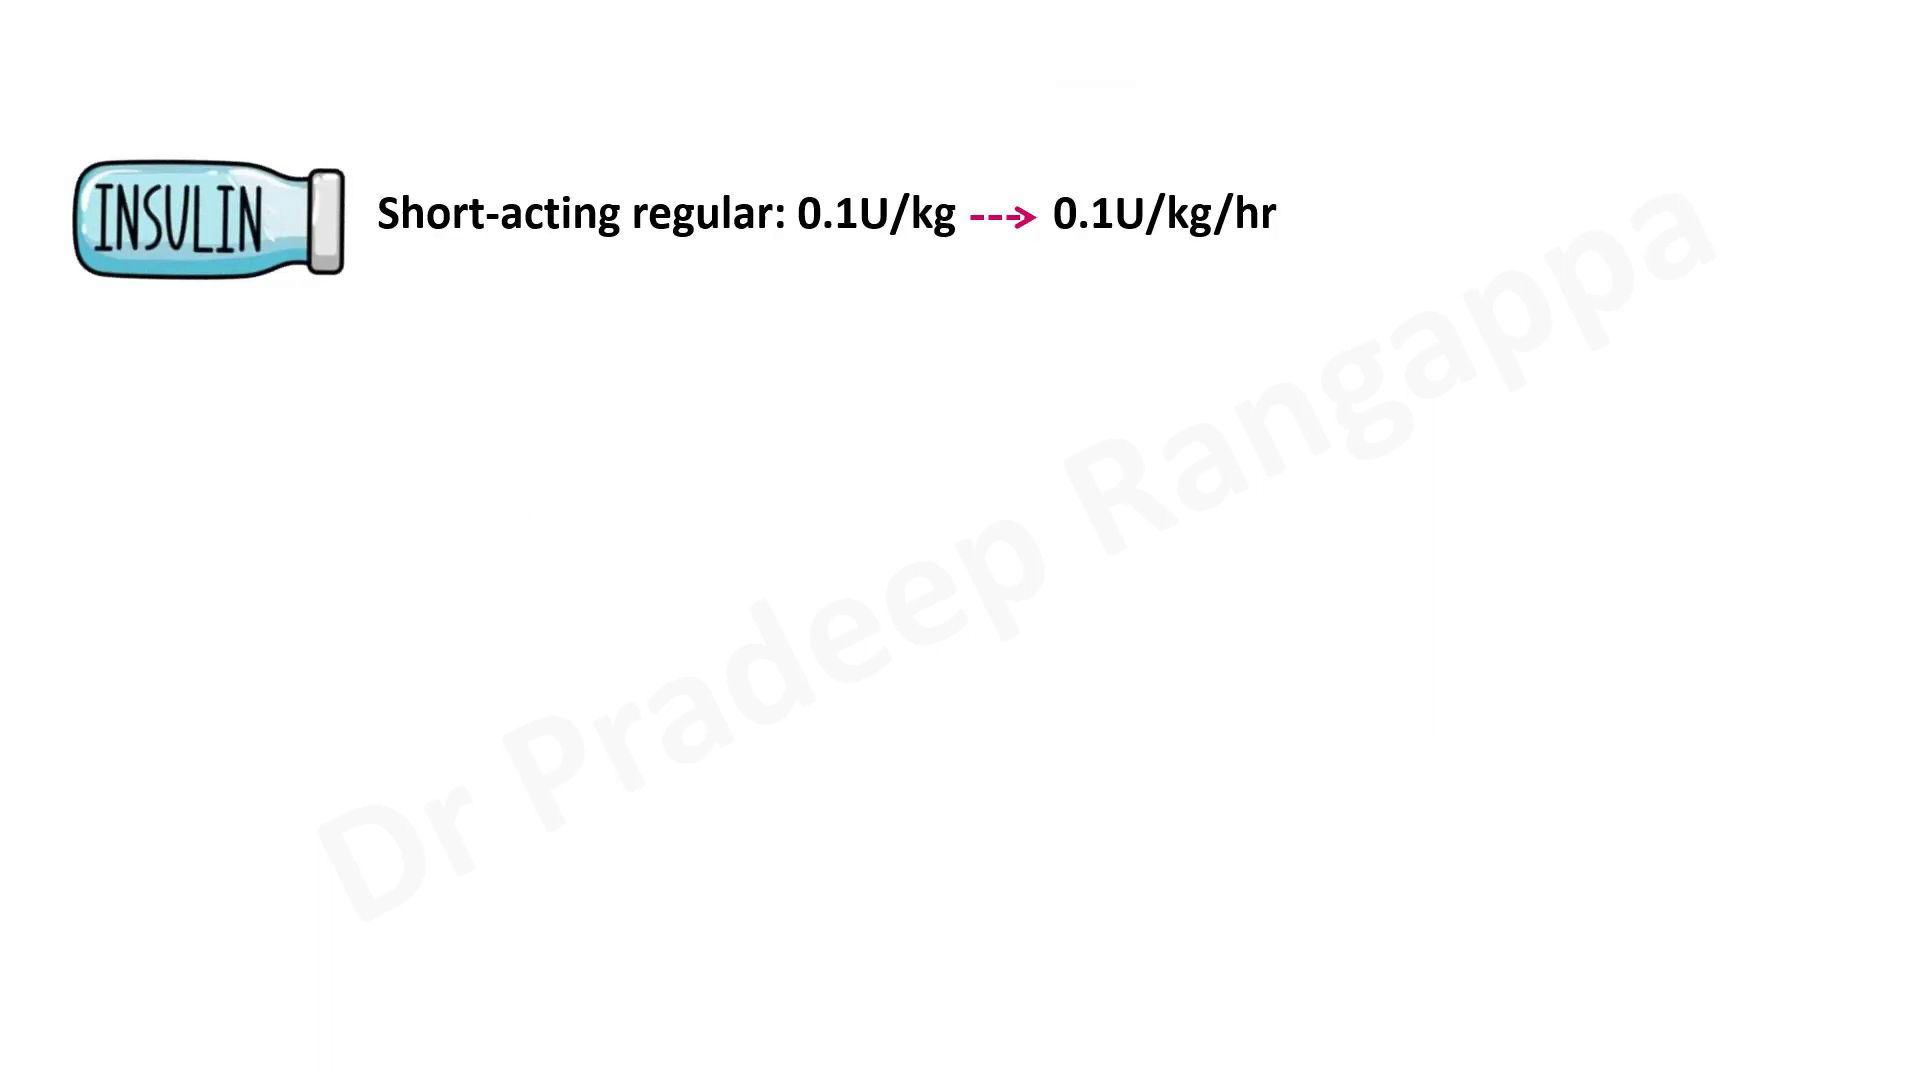 INSULIN
Short-acting regular: 0.1U/kg ---> 0.1U/kg/hr
Dr Pradeep Rangappa